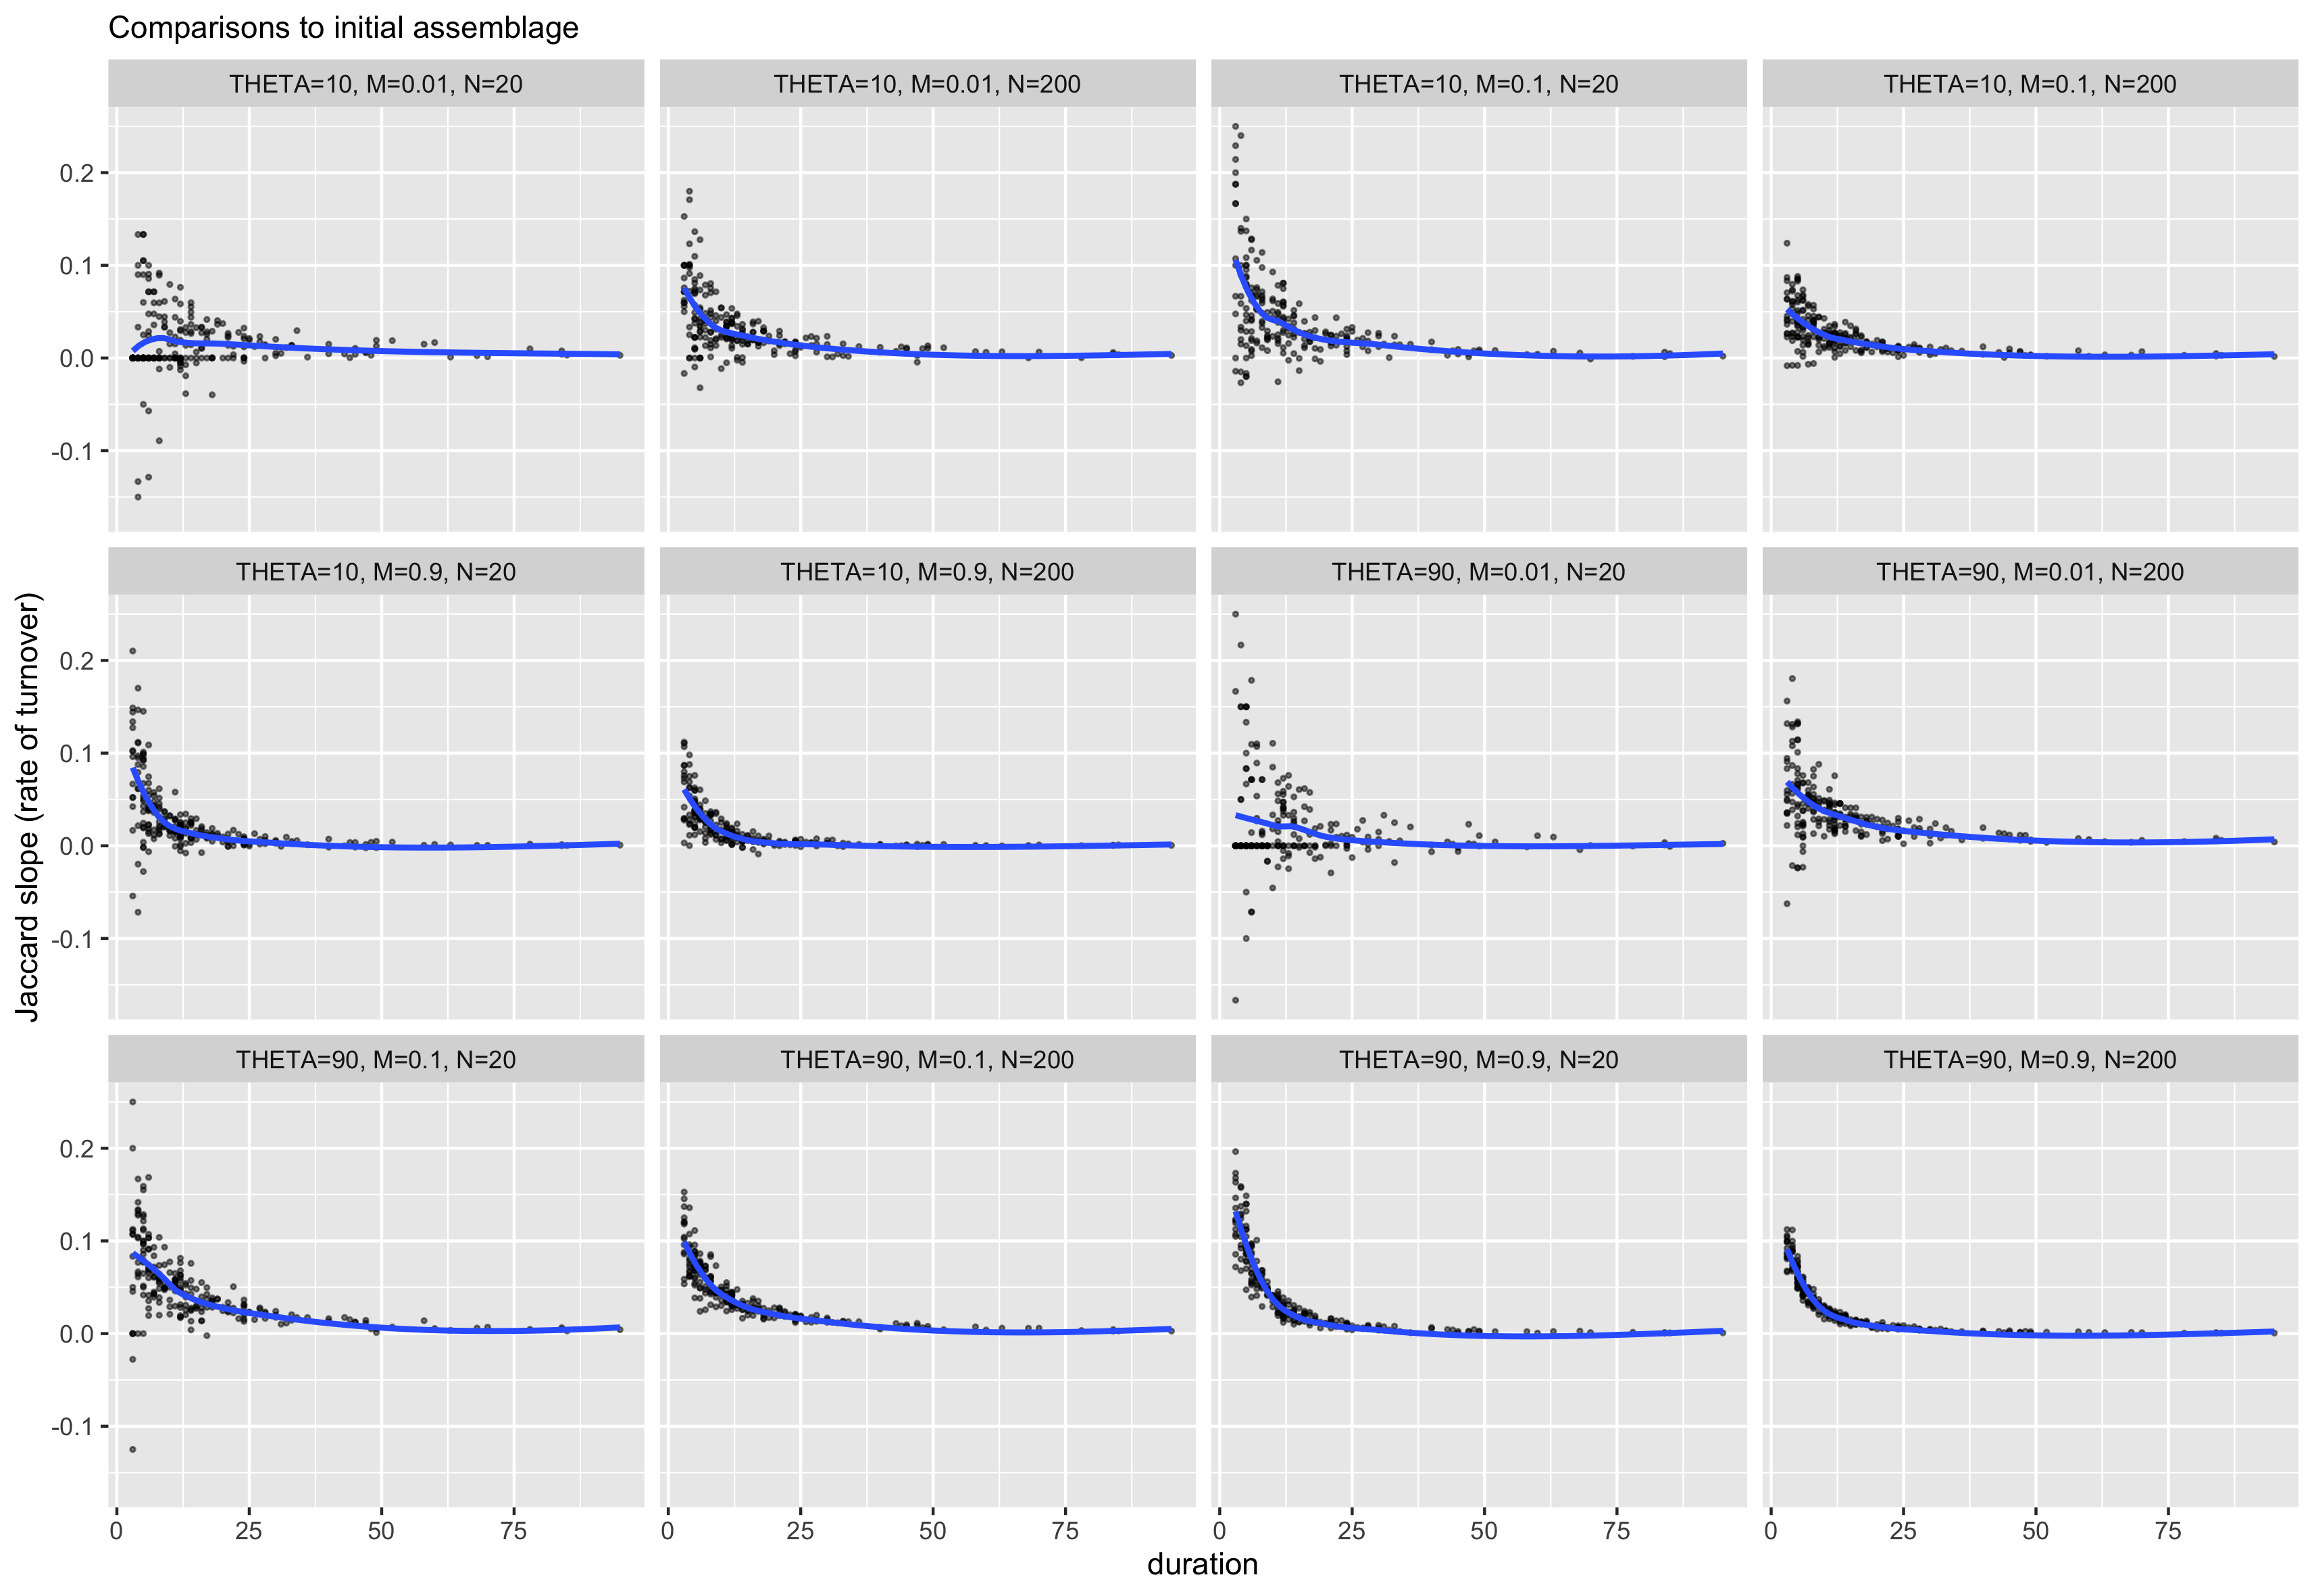 Comparisons to initial assemblage
THETA=10, M=0.01, N=20
THETA=10, M=0.01, N=200
THETA=10, M=0.1, N=20
THETA=10, M=0.1, N=200
0.2
0.1
0.0
-0.1
THETA=10, M=0.9, N=20
THETA=10, M=0.9, N=200
THETA=90, M=0.01, N=20
THETA=90, M=0.01, N=200
0.2
0.1
0.0
-0.1
Jaccard slope (rate of turnover)
THETA=90, M=0.1, N=20
THETA=90, M=0.1, N=200
THETA=90, M=0.9, N=20
THETA=90, M=0.9, N=200
0.2
0.1
0.0
-0.1
0 25 50 75 0 25 50 75 0 25 50 75 0 25 50 75
duration